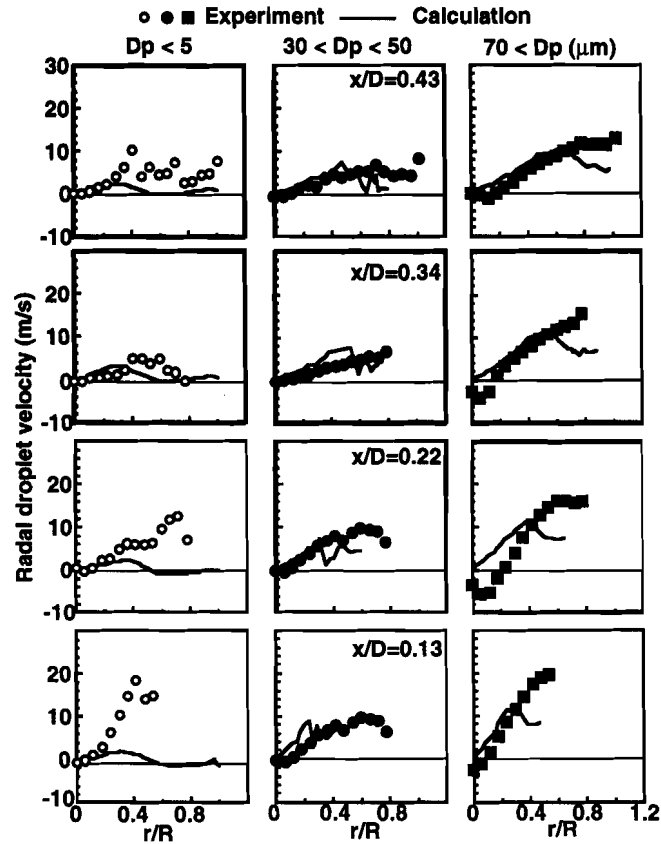 Experiment Calculation
Dp < 5 30 < Dp < 50 70 < Dp (µm)
30
20
10
0
-10
x/D=0.43
20
10
0
-10
x/D=0.34
20
10
0
-10
x/D=0.22
20
10
0
-10
x/D=0.13
Radal droplet velocity (m/s)
0 0.4 0.8 0 0.4 0.8 0 0.4 0.8 1.2
r/R r/R r/R